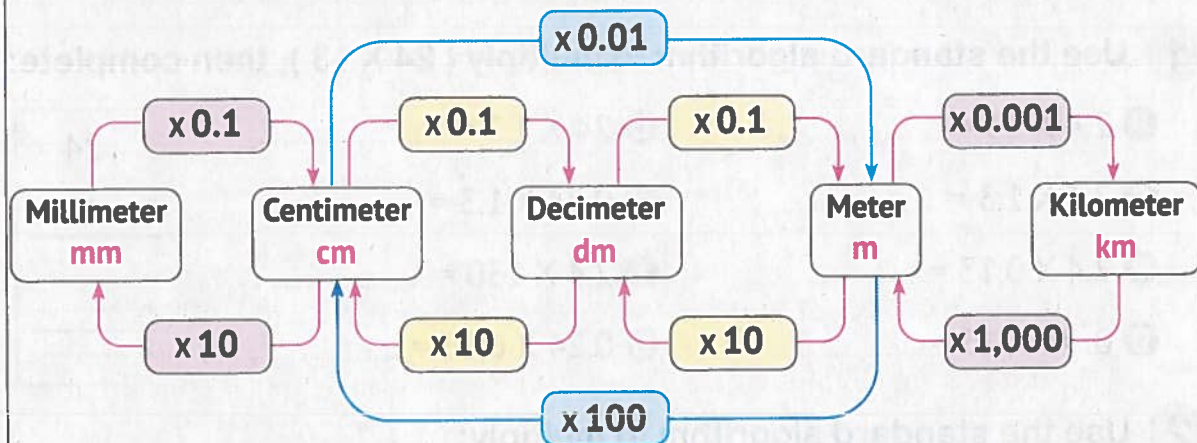 x 0.01
x 0.1 x 0.1 x 0.1 x 0.001
Millimeter Centimeter Decimeter Meter Kilometer
mm cm dm m km
x 10 x 10 x 10 x 1,000
x 100